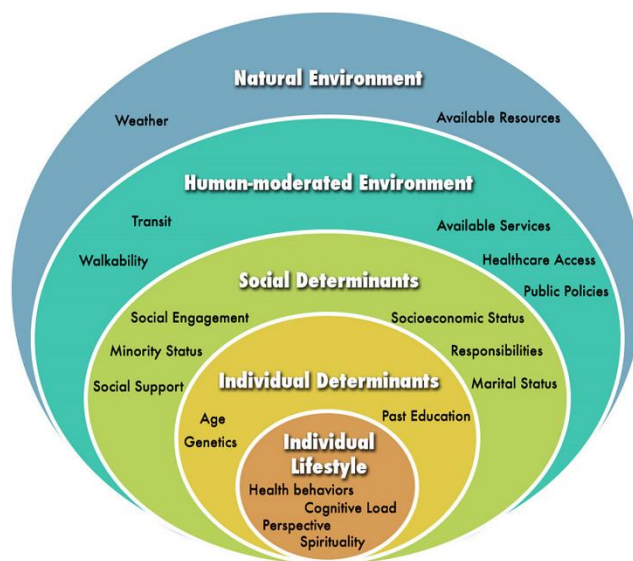 Natural Environment
Weather
Available Resources
Human-moderated Environment
Transit
Available Services
Walkability
Healthcare Access
Public Policies
Social Determinants
Social Engagement
Socioeconomic Status
Minority Status
Responsibilities
Social Support
Marital Status
Individual Determinants
Age
Past Education
Genetics
Individual
Lifestyle
Health behaviors
Cognitive Load
Perspective
Spirituality